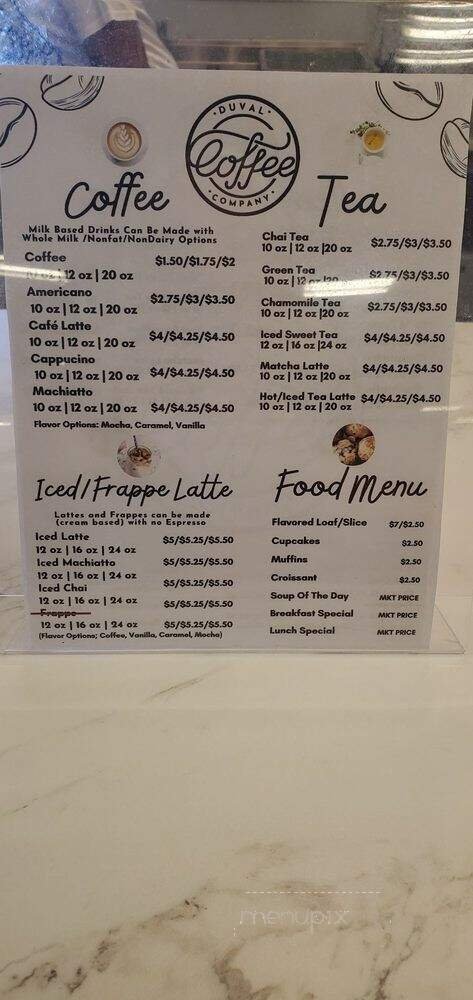 DUVAL
Coffee
COMPANY
Coffee
Milk Based Drinks Can Be Made with
Whole Milk /Nonfat/NonDairy Options
Coffee $1.50/$1.75/$2
12 oz | 20 oz
Americano
10 oz | 12 oz | 20 oz $2.75/$3/$3.50
Café Latte
10 oz | 12 oz | 20 oz $4/$4.25/$4.50
Cappucino
10 oz | 12 oz | 20 oz $4/$4.25/$4.50
Machiatto
10 oz | 12 oz | 20 oz $4/$4.25/$4.50
Flavor Options: Mocha, Caramel, Vanilla
Tea
Chai Tea
10 oz | 12 oz |20 oz $2.75/$3/$3.50
Green Tea
10 oz | 12 oz |20 oz $2.75/$3/$3.50
Chamomile Tea
10 oz | 12 oz |20 oz $2.75/$3/$3.50
Iced Sweet Tea
12 oz | 16 oz |24 oz $4/$4.25/$4.50
Matcha Latte
10 oz | 12 oz |20 oz $4/$4.25/$4.50
Hot/Iced Tea Latte $4/$4.25/$4.50
10 oz | 12 oz | 20 oz
Iced/Frappe Latte
Lattes and Frappes can be made
(cream based) with no Espresso
Iced Latte $5/$5.25/$5.50
12 oz | 16 oz | 24 oz
Iced Machiatto $5/$5.25/$5.50
12 oz | 16 oz | 24 oz
Iced Chai $5/$5.25/$5.50
12 oz | 16 oz | 24 oz
Frappe $5/$5.25/$5.50
12 oz | 16 oz | 24 oz $5/$5.25/$5.50
(Flavor Options; Coffee, Vanilla, Caramel, Mocha)
Food Menu
Flavored Loaf/Slice $7/$2.50
Cupcakes $2.50
Muffins $2.50
Croissant $2.50
Soup Of The Day MKT PRICE
Breakfast Special MKT PRICE
Lunch Special MKT PRICE
menupix